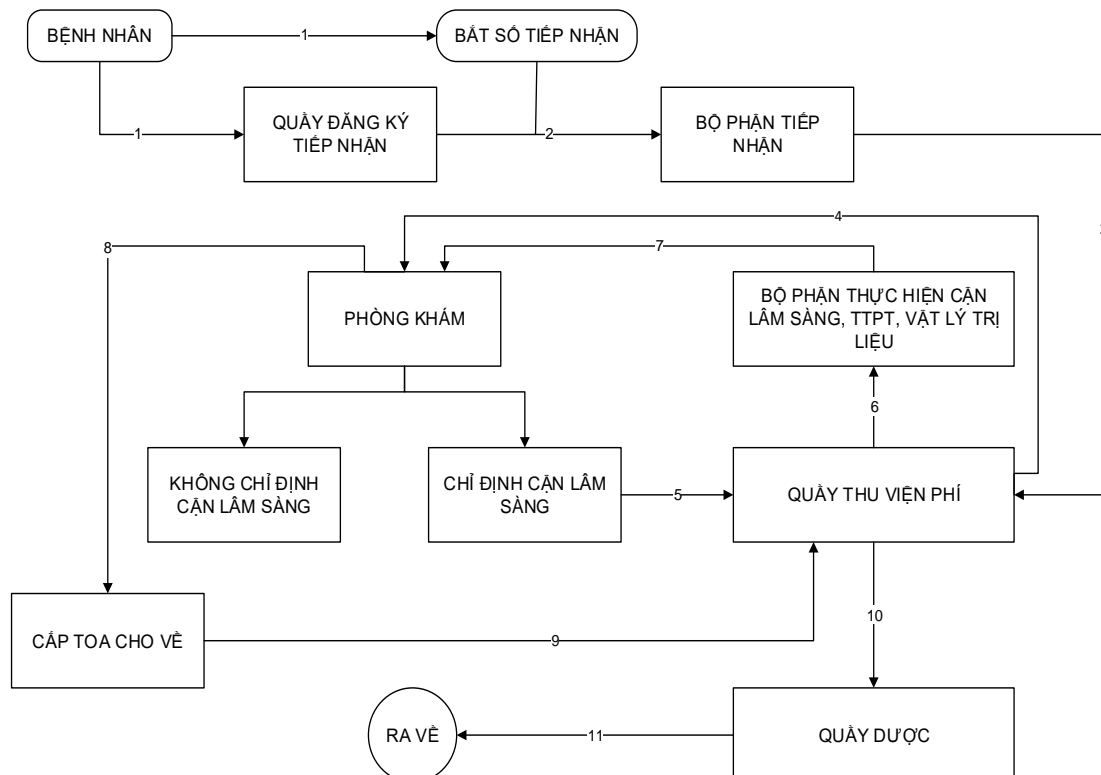 BỆNH NHÂN
1
BẮT SỐ TIẾP NHẬN
1
QUẦY ĐĂNG KÝ
TIẾP NHẬN
2
BỘ PHẬN TIẾP
NHẬN
4
8
7
PHÒNG KHÁM
BỘ PHẬN THỰC HIỆN CẬN
LÂM SÀNG, TTPT, VẬT LÝ TRỊ
LIỆU
6
KHÔNG CHỈ ĐỊNH
CẬN LÂM SÀNG
CHỈ ĐỊNH CẬN LÂM
SÀNG
5
QUẦY THU VIỆN PHÍ
CẤP TOA CHO VỀ
9
10
RA VỀ
11
QUẦY DƯỢC